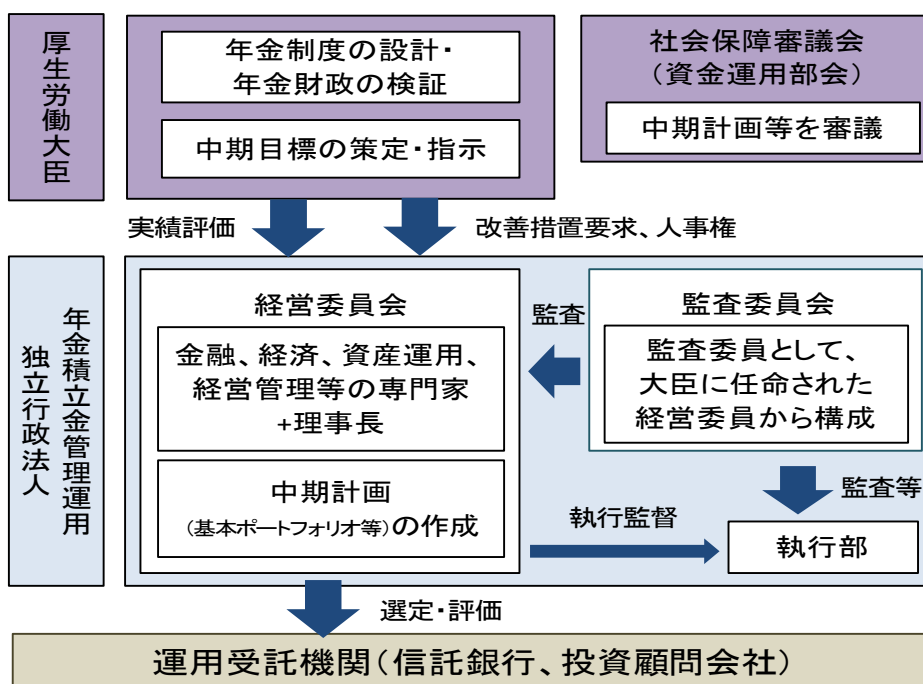 厚生労働大臣
年金制度の設計・
年金財政の検証
中期目標の策定・指示
社会保障審議会
（資金運用部会）
中期計画等を審議
実績評価
改善措置要求、人事権
年金積立金管理運用
独立行政法人
経営委員会
金融、経済、資産運用、
経営管理等の専門家
+理事長
中期計画
(基本ポートフォリオ等)の作成
監査
監査委員会
監査委員として、
大臣に任命された
経営委員から構成
監査等
執行監督
執行部
選定・評価
運用受託機関（信託銀行、投資顧問会社）